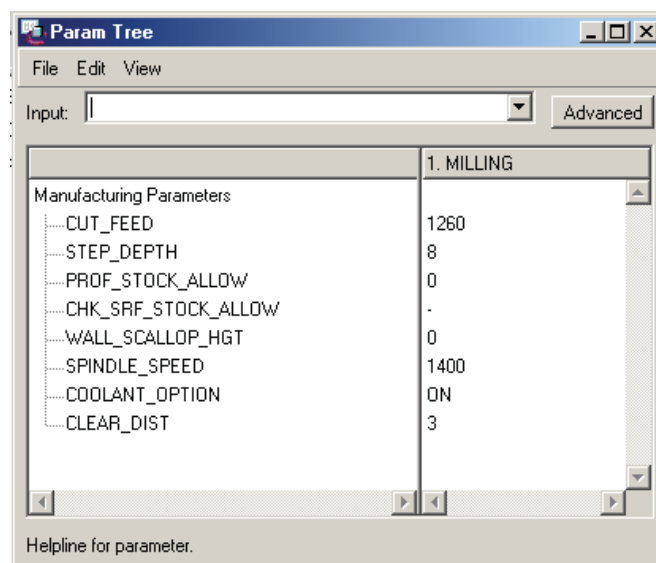 Param Tree
File Edit View
Input: Advanced
1. MILLING
Manufacturing Parameters
CUT_FEED 1260
STEP_DEPTH 8
PROF_STOCK_ALLOW 0
CHK_SRF_STOCK_ALLOW -
WALL_SCALLOP_HGT 0
SPINDLE_SPEED 1400
COOLANT_OPTION ON
CLEAR_DIST 3
Helpline for parameter.